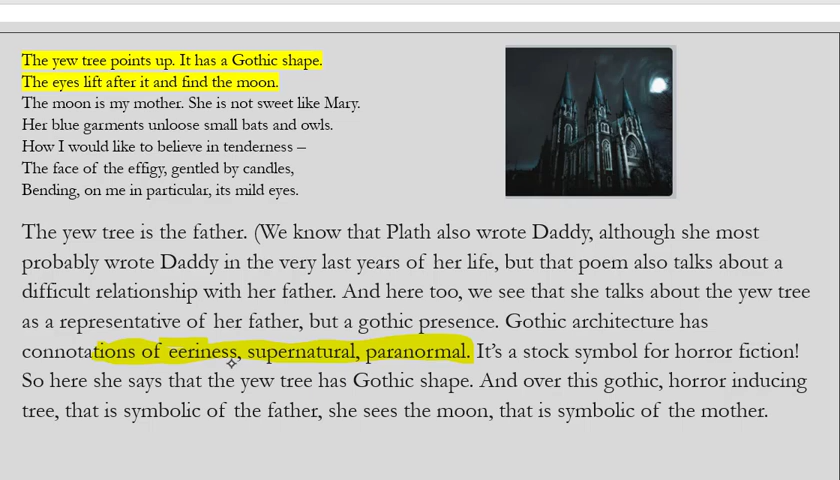 The yew tree points up. It has a Gothic shape.
The eyes lift after it and find the moon.
The moon is my mother. She is not sweet like Mary.
Her blue garments unloose small bats and owls.
How I would like to believe in tenderness –
The face of the effigy, gentled by candles,
Bending, on me in particular, its mild eyes.
The yew tree is the father. (We know that Plath also wrote Daddy, although she most
probably wrote Daddy in the very last years of her life, but that poem also talks about a
difficult relationship with her father. And here too, we see that she talks about the yew tree
as a representative of her father, but a gothic presence. Gothic architecture has
connotations of eeriness, supernatural, paranormal. It’s a stock symbol for horror fiction!
So here she says that the yew tree has Gothic shape. And over this gothic, horror inducing
tree, that is symbolic of the father, she sees the moon, that is symbolic of the mother.